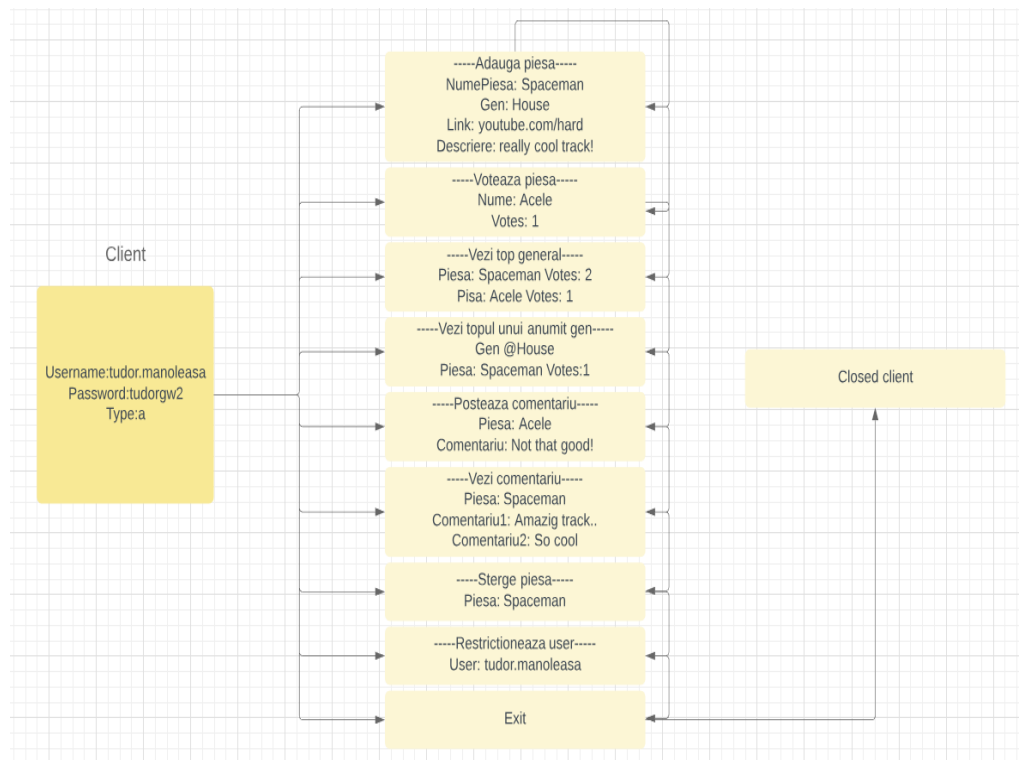 -----Adauga piesa-----
NumePiesa: Spaceman
Gen: House
Link: youtube.com/hard
Descriere: really cool track!
-----Voteaza piesa-----
Nume: Acele
Votes: 1
-----Vezi top general-----
Piesa: Spaceman Votes: 2
Pisa: Acele Votes: 1
-----Vezi topul unui anumit gen-----
Gen @House
Piesa: Spaceman Votes:1
-----Posteaza comentariu-----
Piesa: Acele
Comentariu: Not that good!
-----Vezi comentariu-----
Piesa: Spaceman
Comentariu1: Amazig track..
Comentariu2: So cool
-----Sterge piesa-----
Piesa: Spaceman
-----Restrictioneaza user-----
User: tudor.manoleasa
Exit
Client
Username:tudor.manoleasa
Password:tudorgw2
Type:a
Closed client